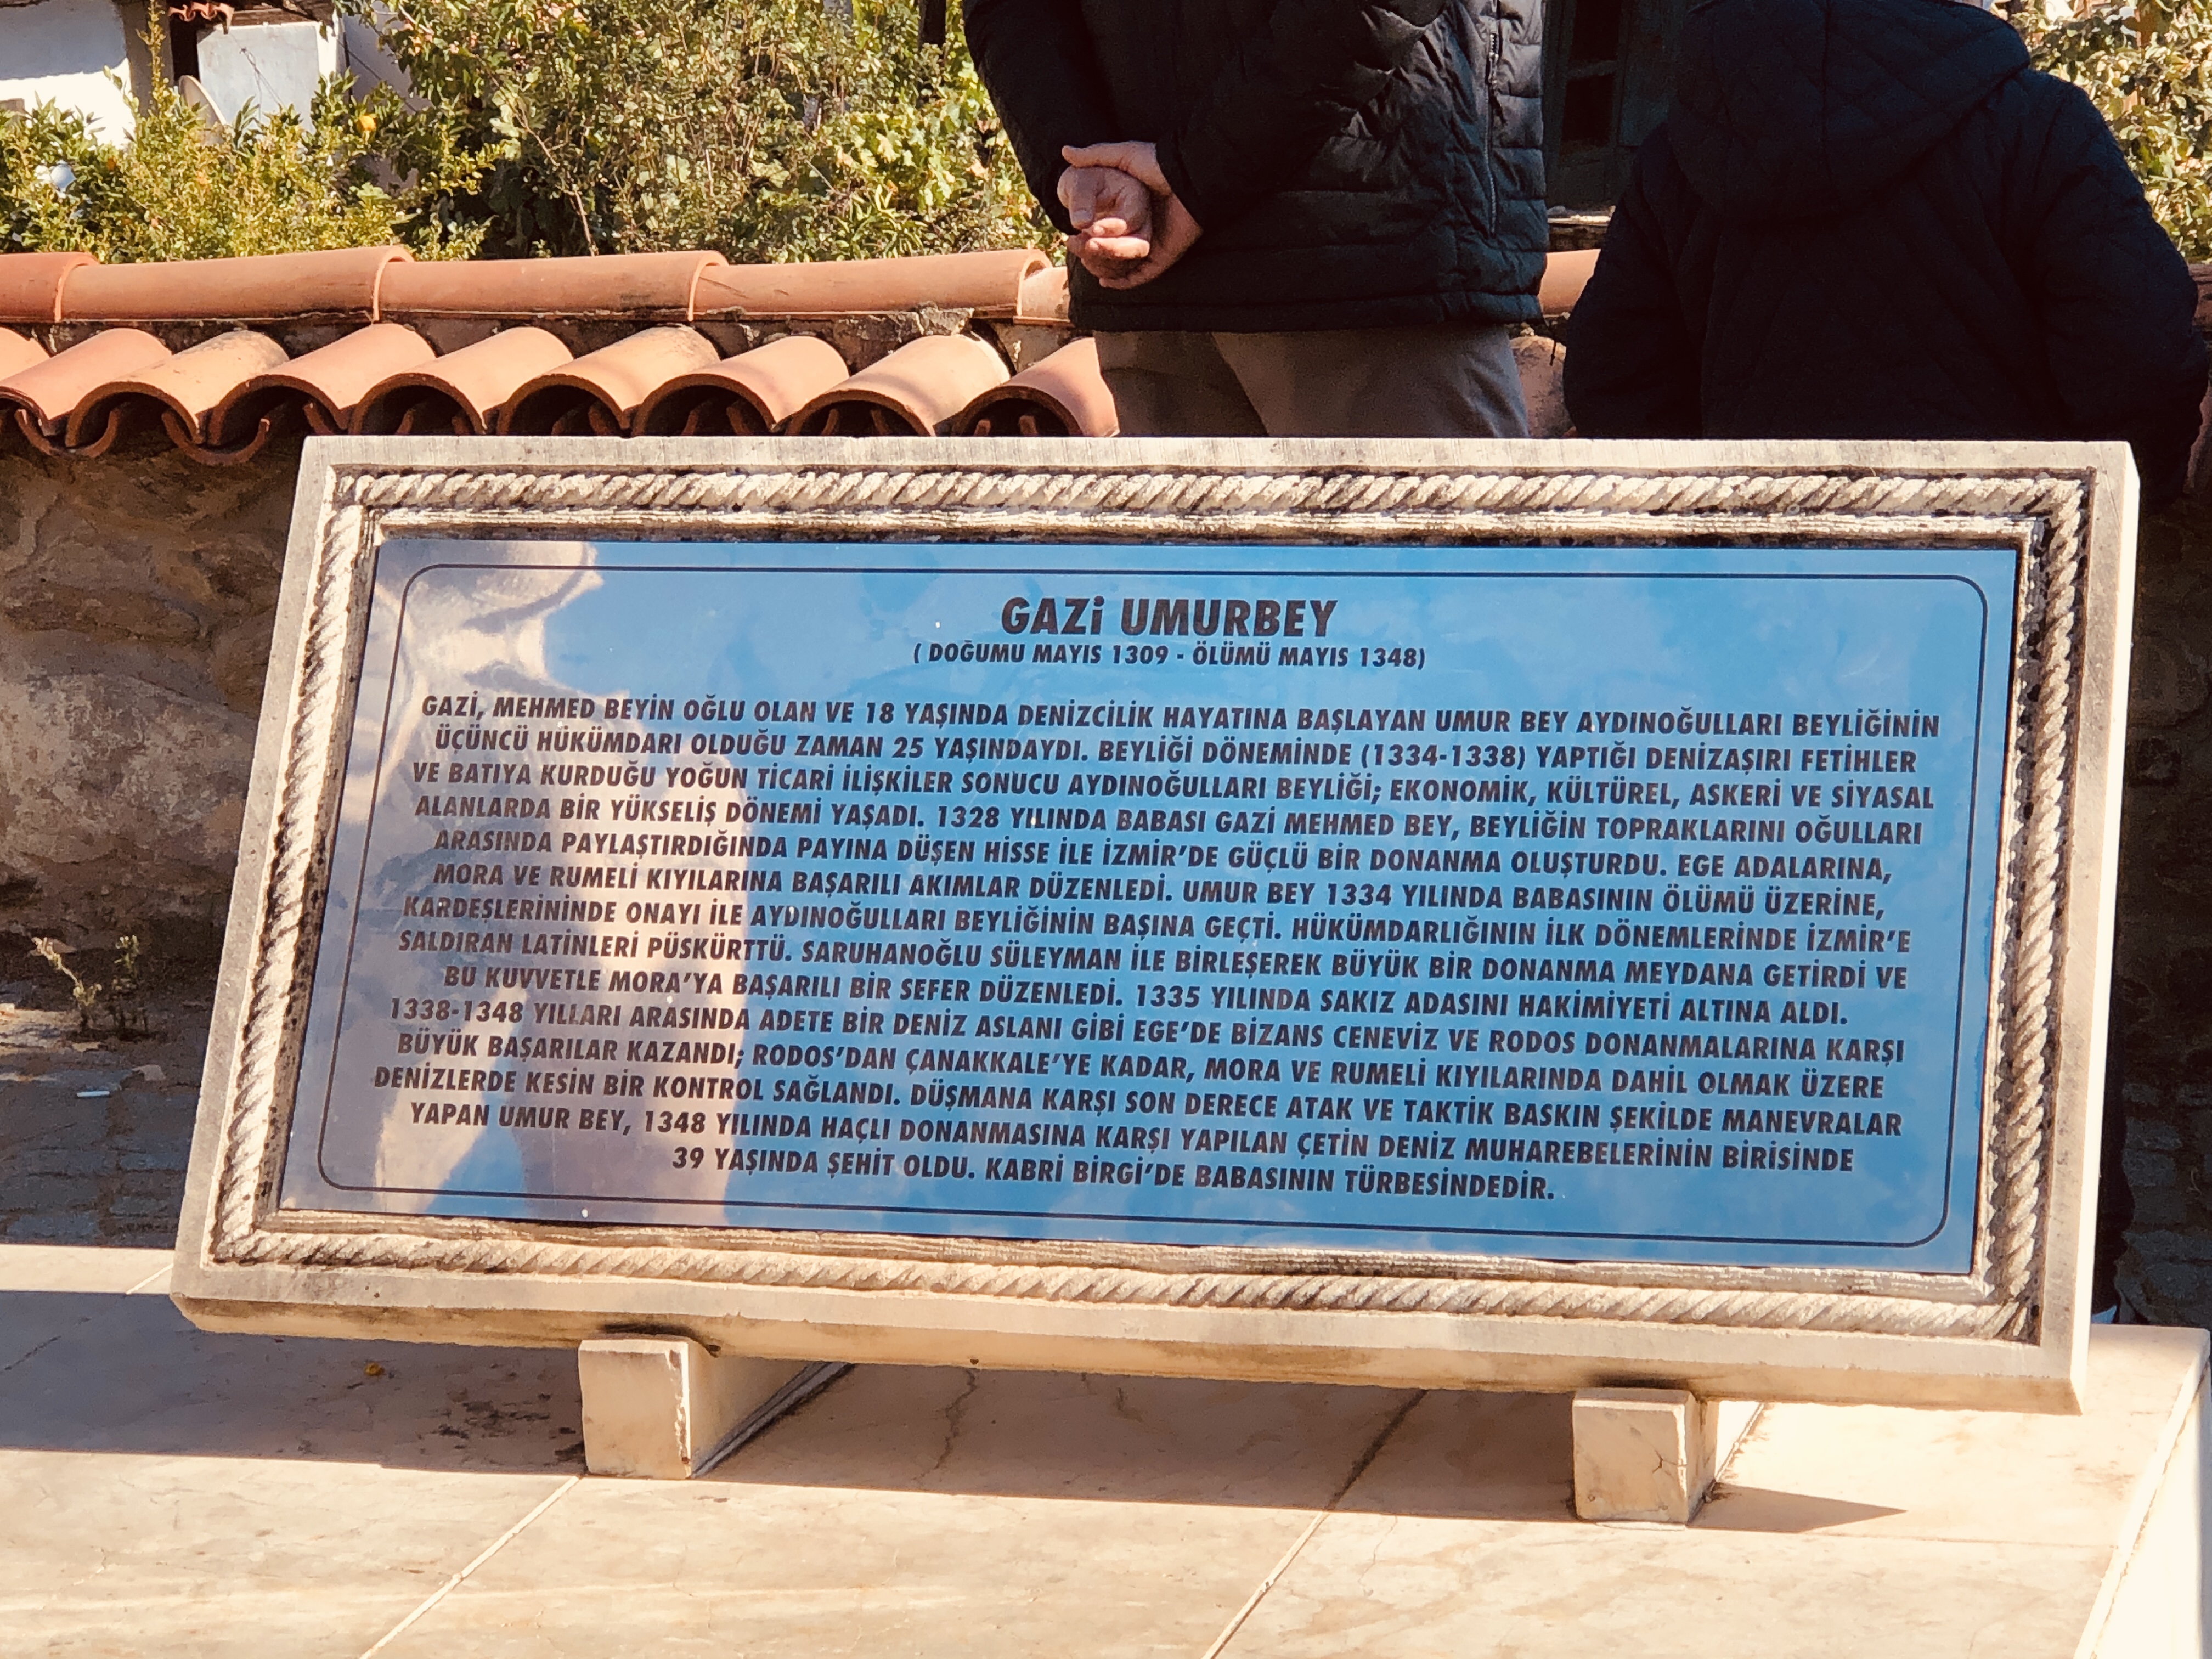 GAZi UMURBEY
( DOĞUMU MAYIS 1309 - ÖLÜMÜ MAYIS 1348)
GAZİ, MEHMED BEYİN OĞLU OLAN VE 18 YAŞINDA DENİZCİLİK HAYATINA BAŞLAYAN UMUR BEY AYDINOĞULLARI BEYLİĞİNİN
ÜÇÜNCÜ HÜKÜMDARI OLDUĞU ZAMAN 25 YAŞINDAYDI. BEYLİĞİ DÖNEMİNDE (1334-1338) YAPTIĞI DENİZAŞIRI FETİHLER
VE BATIYA KURDUĞU YOĞUN TİCARİ İLİŞKİLER SONUCU AYDINOĞULLARI BEYLİĞİ; EKONOMİK, KÜLTÜREL, ASKERİ VE SİYASAL
ALANLARDA BİR YÜKSELİŞ DÖNEMİ YAŞADI. 1328 YILINDA BABASI GAZİ MEHMED BEY, BEYLİĞİN TOPRAKLARINI OĞULLARI
ARASINDA PAYLAŞTIRDIĞINDA PAYINA DÜŞEN HİSSE İLE İZMİR'DE GÜÇLÜ BİR DONANMA OLUŞTURDU. EGE ADALARINA,
MORA VE RUMELİ KIYILARINA BAŞARILI AKIMLAR DÜZENLEDİ. UMUR BEY 1334 YILINDA BABASININ ÖLÜMÜ ÜZERİNE,
KARDEŞLERİNİNDE ONAYI İLE AYDINOĞULLARI BEYLİĞİNİN BAŞINA GEÇTİ. HÜKÜMDARLIĞININ İLK DÖNEMLERİNDE İZMİR'E
SALDIRAN LATİNLERİ PÜSKÜRTTÜ. SARUHANOĞLU SÜLEYMAN İLE BİRLEŞEREK BÜYÜK BİR DONANMA MEYDANA GETİRDİ VE
BU KUVVETLE MORA'YA BAŞARILI BİR SEFER DÜZENLEDİ. 1335 YILINDA SAKIZ ADASINI HAKİMİYETİ ALTINA ALDI.
1338-1348 YILLARI ARASINDA ADETE BİR DENİZ ASLANI GİBİ EGE'DE BİZANS CENEVİZ VE RODOS DONANMALARINA KARŞI
BÜYÜK BAŞARILAR KAZANDI; RODOS'DAN ÇANAKKALE'YE KADAR, MORA VE RUMELİ KIYILARINDA DAHİL OLMAK ÜZERE
DENİZLERDE KESİN BİR KONTROL SAĞLANDI. DÜŞMANA KARŞI SON DERECE ATAK VE TAKTİK BASKIN ŞEKİLDE MANEVRALAR
YAPAN UMUR BEY, 1348 YILINDA HAÇLI DONANMASINA KARŞI YAPILAN ÇETİN DENİZ MUHAREBELERİNİN BİRİSİNDE
39 YAŞINDA ŞEHİT OLDU. KABRİ BİRGİ'DE BABASININ TÜRBESİNDEDİR.